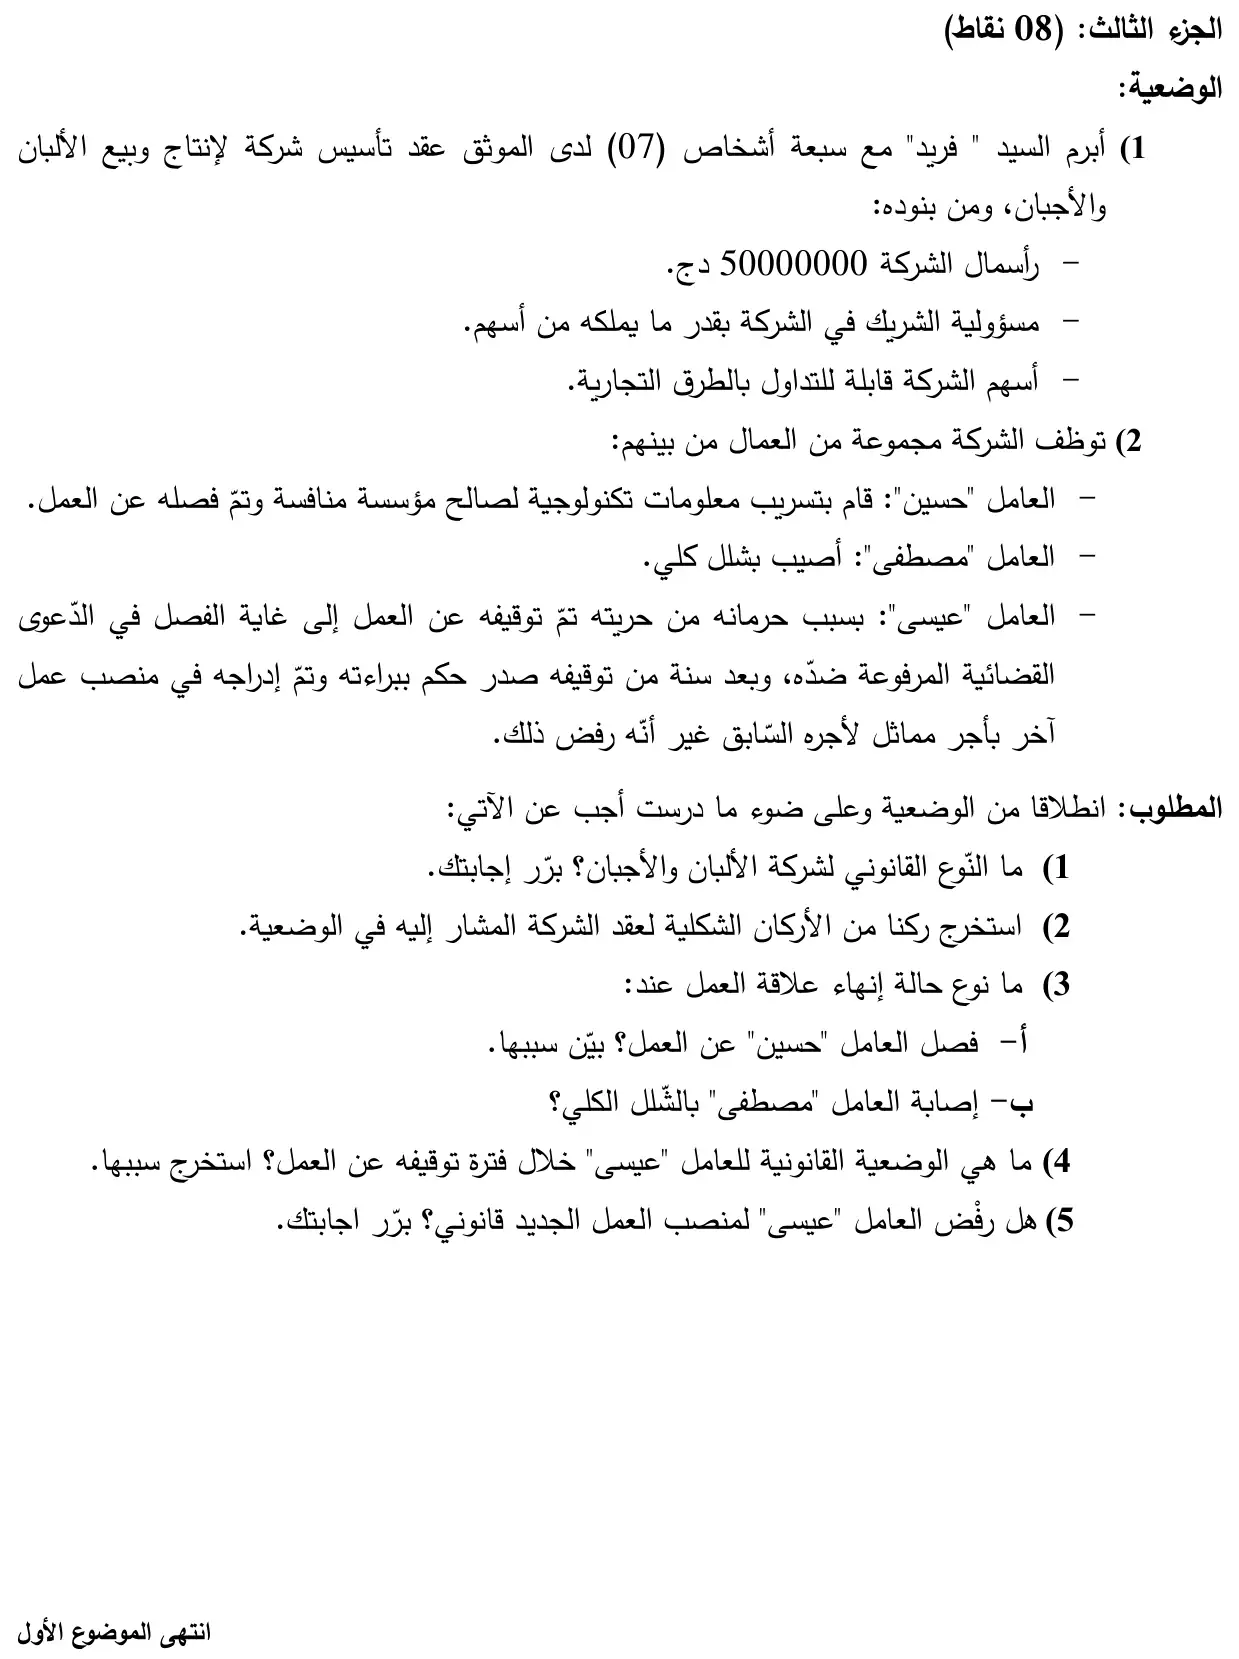 الجزء الثالث: (08 نقاط)
الوضعية:
1) أبرم السيد " فريد" مع سبعة أشخاص (07) لدى الموثق عقد تأسيس شركة لإنتاج وبيع الألبان
والأجبان، ومن بنوده:
– رأسمال الشركة 50000000 دج.
– مسؤولية الشريك في الشركة بقدر ما يملكه من أسهم.
– أسهم الشركة قابلة للتداول بالطرق التجارية.
2) توظف الشركة مجموعة من العمال من بينهم:
– العامل "حسين": قام بتسريب معلومات تكنولوجية لصالح مؤسسة منافسة وتمّ فصله عن العمل.
– العامل "مصطفى": أصيب بشلل كلي.
– العامل "عيسى": بسبب حرمانه من حريته تمّ توقيفه عن العمل إلى غاية الفصل في الدّعوى
القضائية المرفوعة ضدّه، وبعد سنة من توقيفه صدر حكم ببراءته وتمّ إدراجه في منصب عمل
آخر بأجر مماثل لأجره السّابق غير أنّه رفض ذلك.
المطلوب: انطلاقا من الوضعية وعلى ضوء ما درست أجب عن الآتي:
1) ما النّوع القانوني لشركة الألبان والأجبان؟ برّر إجابتك.
2) استخرج ركنا من الأركان الشكلية لعقد الشركة المشار إليه في الوضعية.
3) ما نوع حالة إنهاء علاقة العمل عند:
أ– فصل العامل "حسين" عن العمل؟ بيّن سببها.
ب– إصابة العامل "مصطفى" بالشّلل الكلي؟
4) ما هي الوضعية القانونية للعامل "عيسى" خلال فترة توقيفه عن العمل؟ استخرج سببها.
5) هل رفْض العامل "عيسى" لمنصب العمل الجديد قانوني؟ برّر اجابتك.
انتهى الموضوع الأول